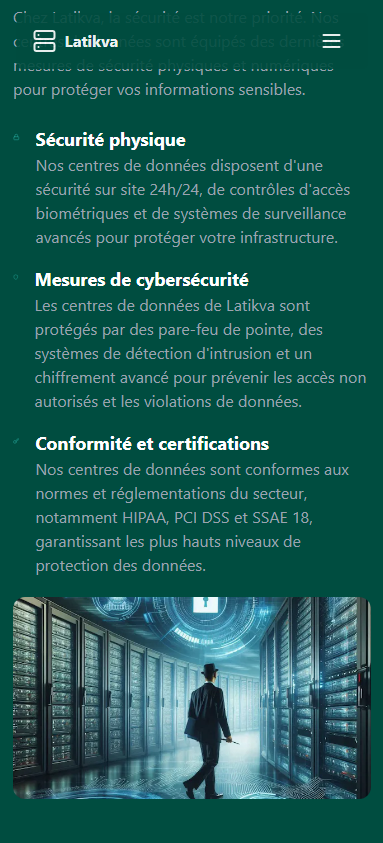 Chez Latikva, la sécurité est notre priorité. Nos
Latikva
données sont équipés des
mesures de sécurité physiques et numériques
pour protéger vos informations sensibles.
Sécurité physique
Nos centres de données disposent d'une
sécurité sur site 24h/24, de contrôles d'accès
biométriques et de systèmes de surveillance
avancés pour protéger votre infrastructure.
Mesures de cybersécurité
Les centres de données de Latikva sont
protégés par des pare-feu de pointe, des
systèmes de détection d'intrusion et un
chiffrement avancé pour prévenir les accès non
autorisés et les violations de données.
Conformité et certifications
Nos centres de données sont conformes aux
normes et réglementations du secteur,
notamment HIPAA, PCI DSS et SSAE 18,
garantissant les plus hauts niveaux de
protection des données.